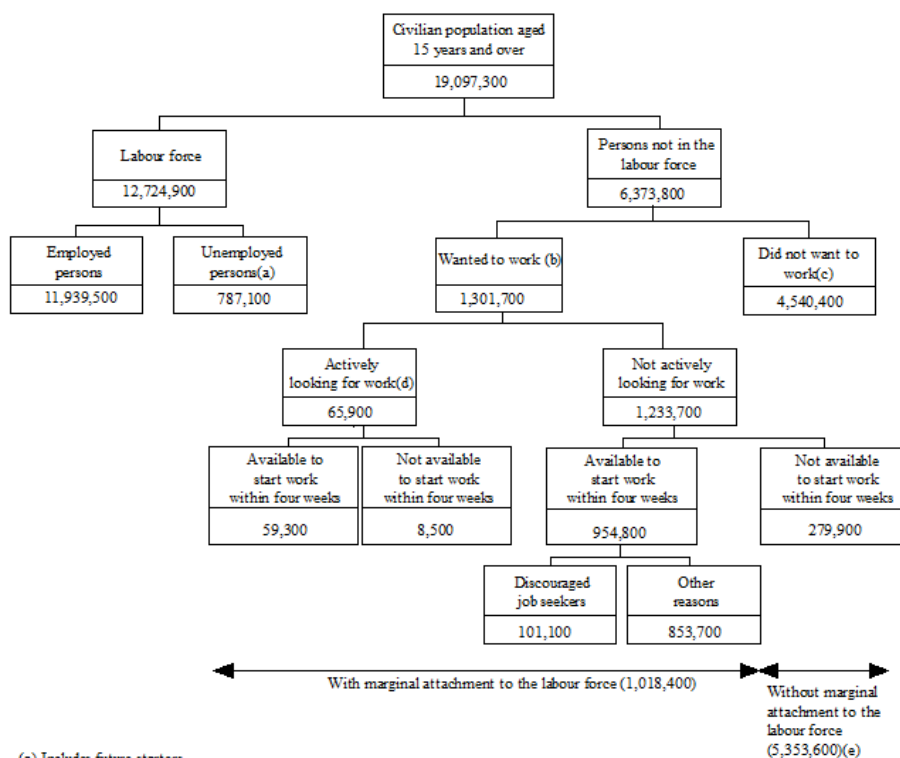 Civilian population aged
15 years and over
19,097,300
Labour force
12,724,900
Persons not in the
labour force
6,373,800
Employed
persons
11,939,500
Unemployed
persons(a)
787,100
Wanted to work (b)
1,301,700
Did not want to
work(c)
4,540,400
Actively
looking for work(d)
65,900
Not actively
looking for work
1,233,700
Available to
start work
within four weeks
59,300
Not available
to start work
within four weeks
8,500
Available to
start work
within four weeks
954,800
Not available
to start work
within four weeks
279,900
Discouraged
job seekers
101,100
Other
reasons
853,700
With marginal attachment to the labour force (1,018,400)
Without marginal
attachment to the
labour force
(5,353,600)(e)
(a) Includes future starters